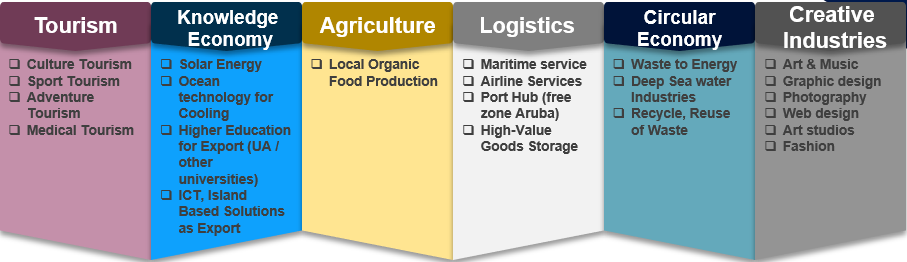 Tourism
❑ Culture Tourism
❑ Sport Tourism
❑ Adventure
Tourism
❑ Medical Tourism
Knowledge
Economy
❑ Solar Energy
❑ Ocean
technology for
Cooling
❑ Higher Education
for Export (UA /
other
universities)
❑ ICT, Island
Based Solutions
as Export
Agriculture
❑ Local Organic
Food Production
Logistics
❑ Maritime service
❑ Airline Services
❑ Port Hub (free
zone Aruba)
❑ High-Value
Goods Storage
Circular
Economy
❑ Waste to Energy
❑ Deep Sea water
Industries
❑ Recycle, Reuse
of Waste
Creative
Industries
❑ Art & Music
❑ Graphic design
❑ Photography
❑ Web design
❑ Art studios
❑ Fashion